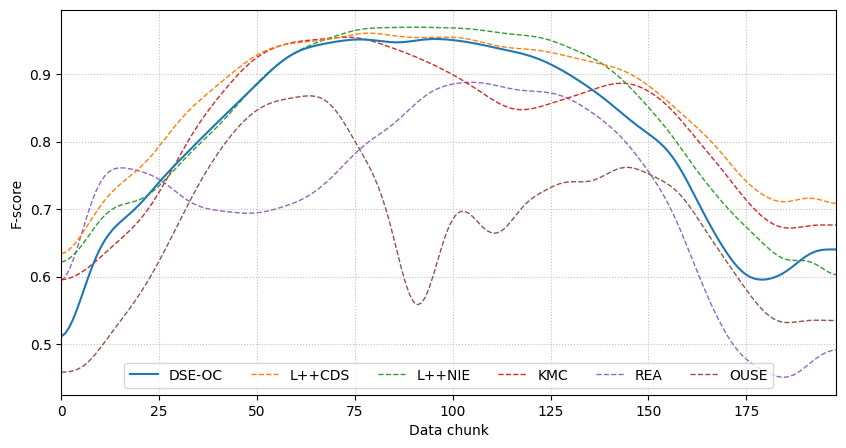 F-score
0.9
0.8
0.7
0.6
0.5
DSE-OC L++CDS L++NIE KMC REA OUSE
0 25 50 75 100 125 150 175
Data chunk